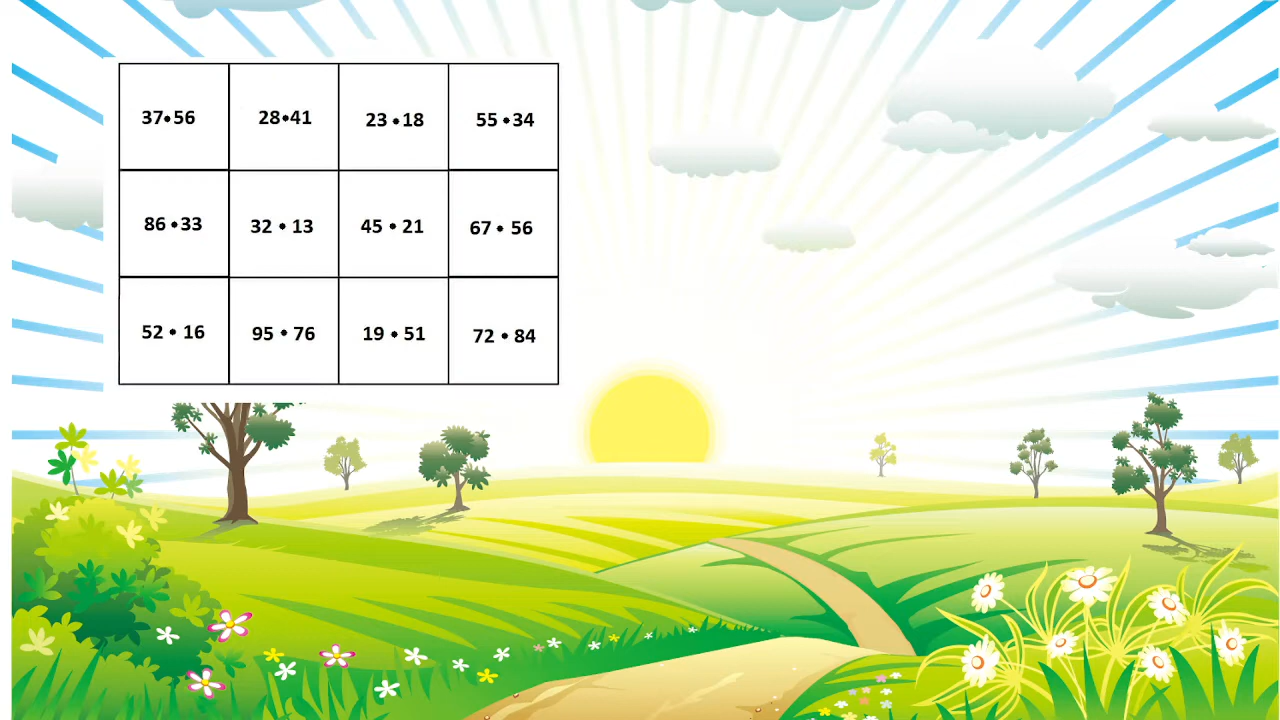 37•56 28•41 23 •18 55 •34
86 •33 32 • 13 45 • 21 67 • 56
52 • 16 95 • 76 19 • 51 72 • 84